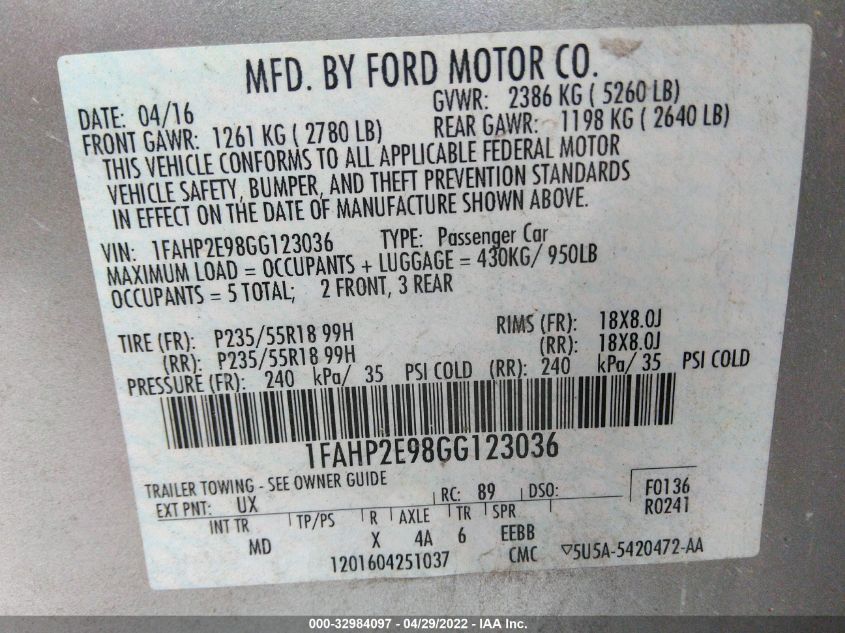 MFD. BY FORD MOTOR CO.
DATE: 04/16 GVWR: 2386 KG ( 5260 LB)
FRONT GAWR: 1261 KG ( 2780 LB) REAR GAWR: 1198 KG ( 2640 LB)
THIS VEHICLE CONFORMS TO ALL APPLICABLE FEDERAL MOTOR
VEHICLE SAFETY, BUMPER, AND THEFT PREVENTION STANDARDS
IN EFFECT ON THE DATE OF MANUFACTURE SHOWN ABOVE.
VIN: 1FAHP2E98GG123036 TYPE: Passenger Car
MAXIMUM LOAD = OCCUPANTS + LUGGAGE = 430KG/ 950LB
OCCUPANTS = 5 TOTAL; 2 FRONT, 3 REAR
TIRE (FR): P235/55R18 99H RIMS (FR): 18X8.0J
(RR): P235/55R18 99H (RR): 18X8.0J
PRESSURE (FR): 240 kPa/ 35 PSI COLD (RR): 240 kPa/ 35 PSI COLD
1FAHP2E98GG123036
TRAILER TOWING - SEE OWNER GUIDE
EXT PNT: UX RC: 89 DSO: F0136
INT TR TP/PS R AXLE TR SPR R0241
MD X 4A 6 EEBB
1201604251037 CMC ▽5U5A-5420472-AA
000-32984097 - 04/29/2022 - IAA Inc.